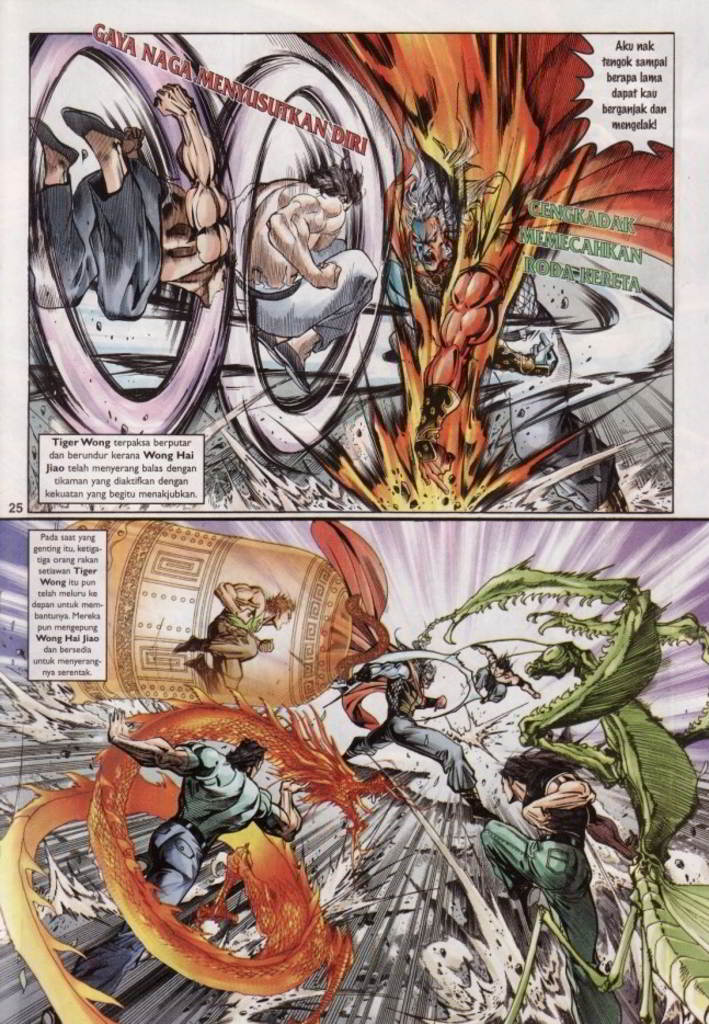 GAYA NAGA MENYUSUTKAN DIRI
Aku nak
tengok sampai
berapa lama
dapat kau
berganjak dan
mengelak!
CENGKADAK
MEMECAHKAN
RODA KERETA
Tiger Wong terpaksa berputar
dan berundur kerana Wong Hai
Jiao telah menyerang balas dengan
tikaman yang diaktifkan dengan
kekuatan yang begitu menakjubkan.
25
Pada saat yang
genting itu, ketiga-
tiga orang rakan
setiawan Tiger
Wong itu pun
telah meluru ke
depan untuk mem-
bantunya. Mereka
pun mengepung
Wong Hai Jiao
dan bersedia
untuk menyerang-
nya serentak.